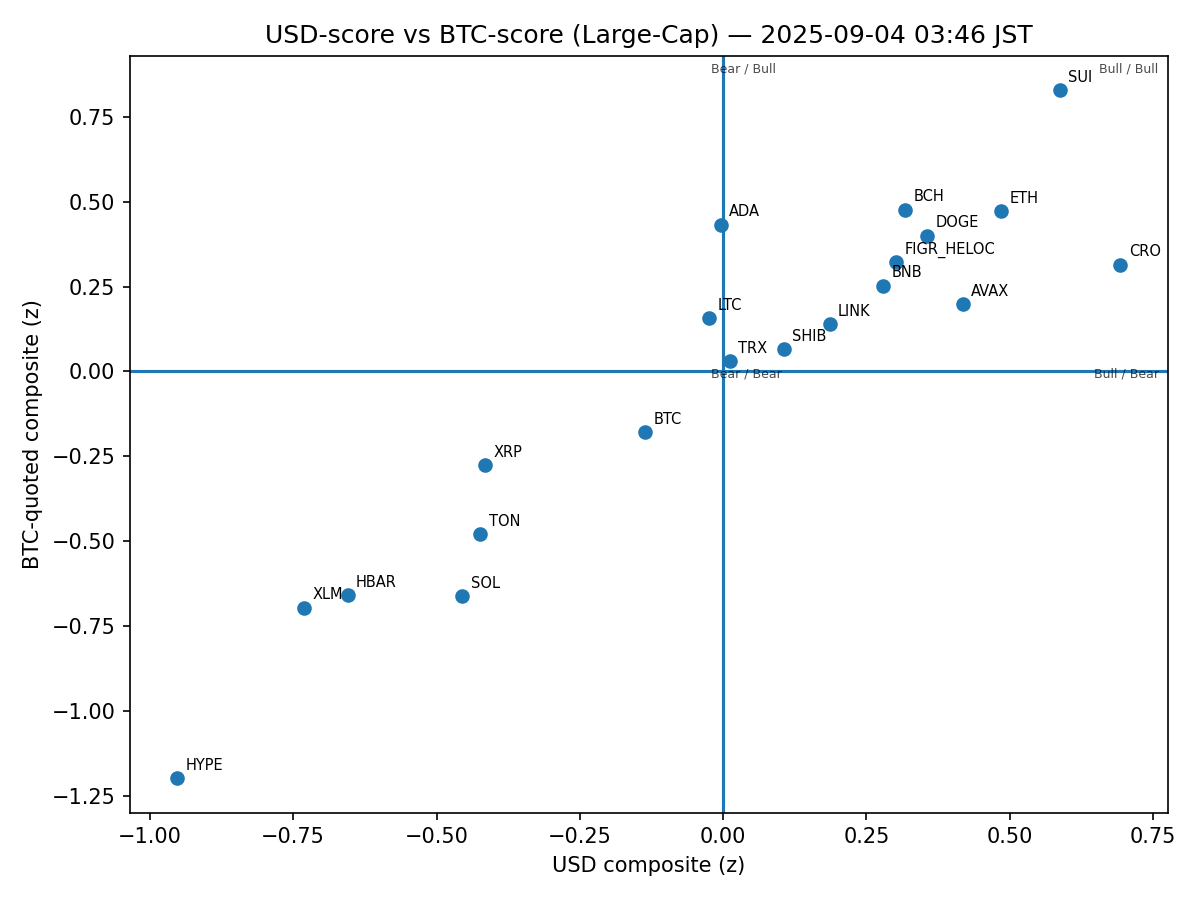 USD-score vs BTC-score (Large-Cap) — 2025-09-04 03:46 JST
Bear / Bull
Bull / Bull
SUI
BCH
ETH
ADA
DOGE
FIGR_HELOC
CRO
BNB
AVAX
LTC
LINK
SHIB
TRX
Bear / Bear
Bull / Bear
BTC
XRP
TON
HBAR
SOL
XLM
HYPE
0.75
0.50
0.25
0.00
−0.25
−0.50
−0.75
−1.00
−1.25
BTC-quoted composite (z)
−1.00
−0.75
−0.50
−0.25
0.00
0.25
0.50
0.75
USD composite (z)